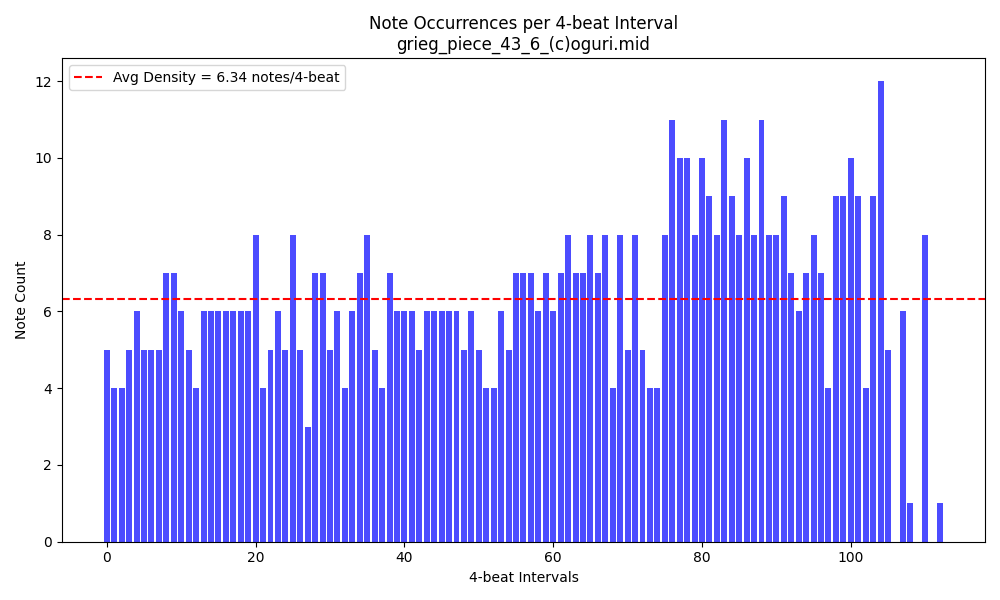 Note Occurrences per 4-beat Interval
grieg_piece_43_6_(c)oguri.mid
Avg Density = 6.34 notes/4-beat
12
10
8
6
4
2
0
Note Count
0 20 40 60 80 100
4-beat Intervals